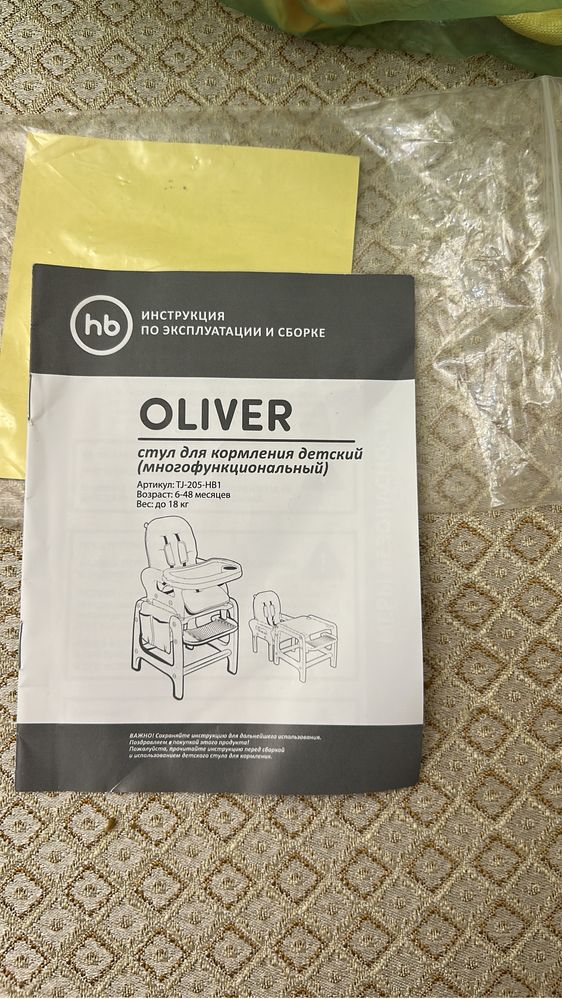 hb
ИНСТРУКЦИЯ
ПО ЭКСПЛУАТАЦИИ И СБОРКЕ
OLIVER
стул для кормления детский
(многофункциональный)
Артикул: TJ-205-HB1
Возраст: 6-48 месяцев
Вес: до 18 кг
ВАЖНО! Сохраняйте инструкцию для дальнейшего использования.
Поздравляем с покупкой этого продукта!
Пожалуйста, прочитайте инструкцию перед сборкой
и использованием детского стула для кормления.